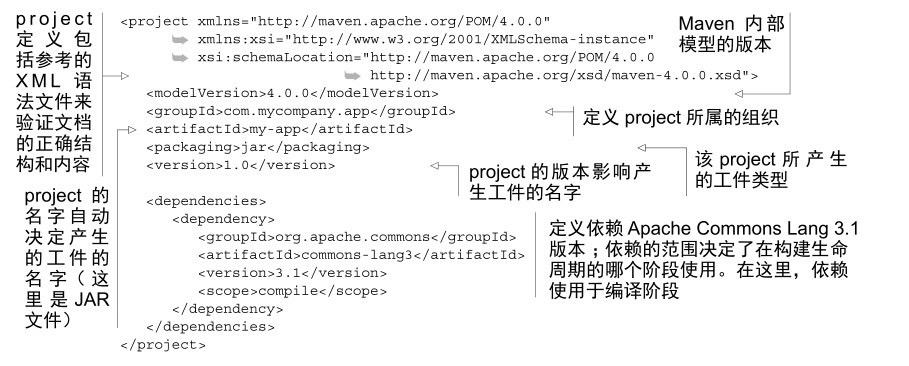 project
定义包
括参考的
XML 语
法文件来
验证文档
的正确结
构和内容
project 的
名字自动
决定产生
的工件的
名字（这
里是 JAR
文件）
<project xmlns="http://maven.apache.org/POM/4.0.0"
xmlns:xsi="http://www.w3.org/2001/XMLSchema-instance"
xsi:schemaLocation="http://maven.apache.org/POM/4.0.0
http://maven.apache.org/xsd/maven-4.0.0.xsd">
<modelVersion>4.0.0</modelVersion>
<groupId>com.mycompany.app</groupId>
<artifactId>my-app</artifactId>
<packaging>jar</packaging>
<version>1.0</version>
<dependencies>
<dependency>
<groupId>org.apache.commons</groupId>
<artifactId>commons-lang3</artifactId>
<version>3.1</version>
<scope>compile</scope>
</dependency>
</dependencies>
</project>
Maven 内部
模型的版本
定义 project 所属的组织
该 project 所产生
的工件类型
project 的版本影响产
生工件的名字
定义依赖 Apache Commons Lang 3.1
版本；依赖的范围决定了在构建生命
周期的哪个阶段使用。在这里，依赖
使用于编译阶段